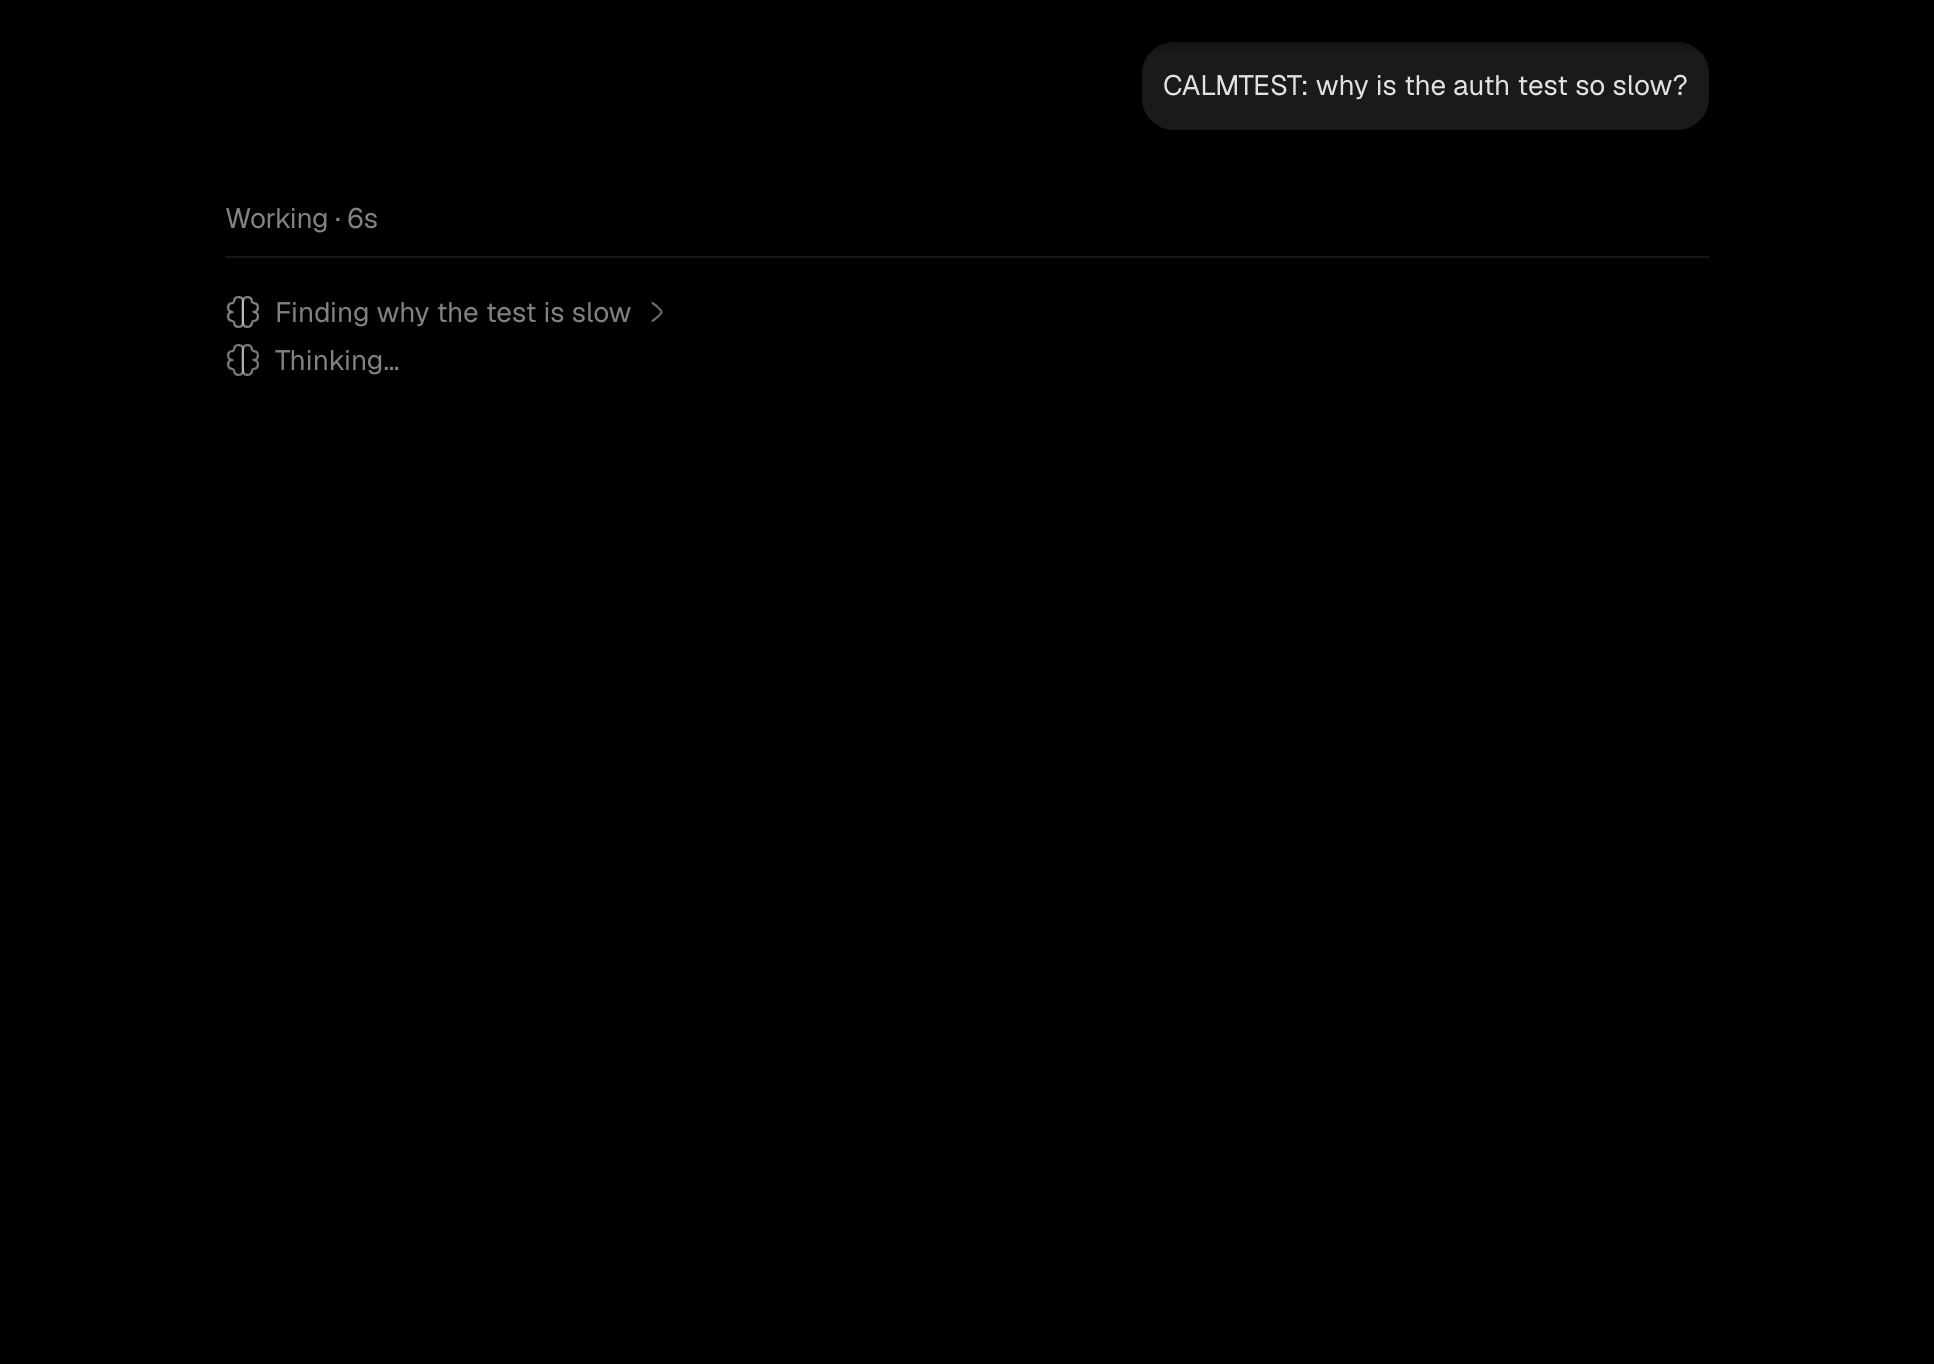 CALMTEST: why is the auth test so slow?
Working · 6s
Finding why the test is slow
Thinking...